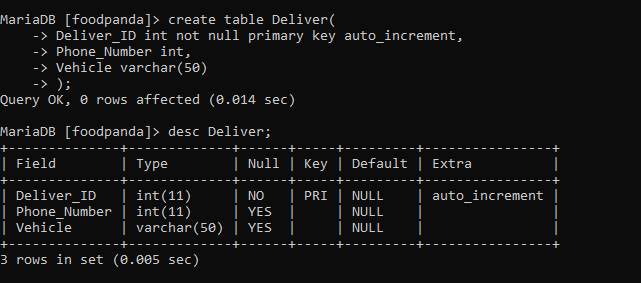 MariaDB [foodpanda]> create table Deliver(
    -> Deliver_ID int not null primary key auto_increment,
    -> Phone_Number int,
    -> Vehicle varchar(50)
    -> );
Query OK, 0 rows affected (0.014 sec)

MariaDB [foodpanda]> desc Deliver;
+--------------+-------------+------+-----+---------+----------------+
| Field        | Type        | Null | Key | Default | Extra          |
+--------------+-------------+------+-----+---------+----------------+
| Deliver_ID   | int(11)     | NO   | PRI | NULL    | auto_increment |
| Phone_Number | int(11)     | YES  |     | NULL    |                |
| Vehicle      | varchar(50) | YES  |     | NULL    |                |
+--------------+-------------+------+-----+---------+----------------+
3 rows in set (0.005 sec)